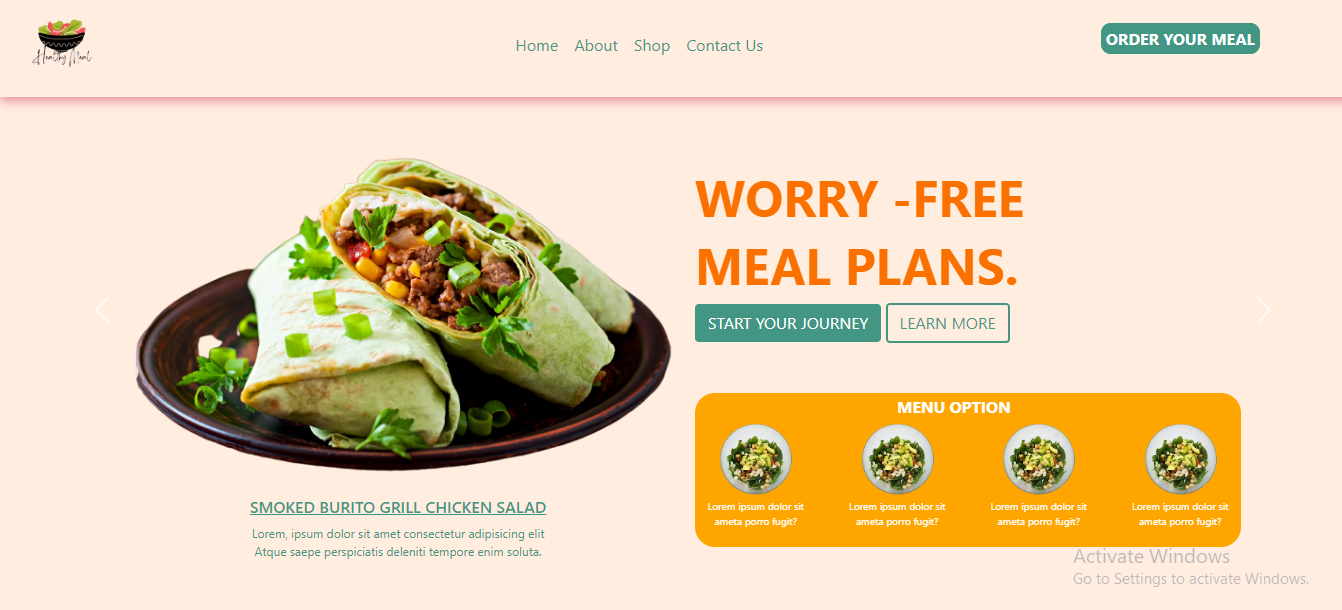 Healthy Meal
Home About Shop Contact Us
ORDER YOUR MEAL
WORRY -FREE
MEAL PLANS.
START YOUR JOURNEY LEARN MORE
MENU OPTION
Lorem ipsum dolor sit Lorem ipsum dolor sit Lorem ipsum dolor sit Lorem ipsum dolor sit
ameta porro fugit? ameta porro fugit? ameta porro fugit? ameta porro fugit?
SMOKED BURITO GRILL CHICKEN SALAD
Lorem, ipsum dolor sit amet consectetur adipisicing elit
Atque saepe perspiciatis deleniti tempore enim soluta.
Activate Windows
Go to Settings to activate Windows.